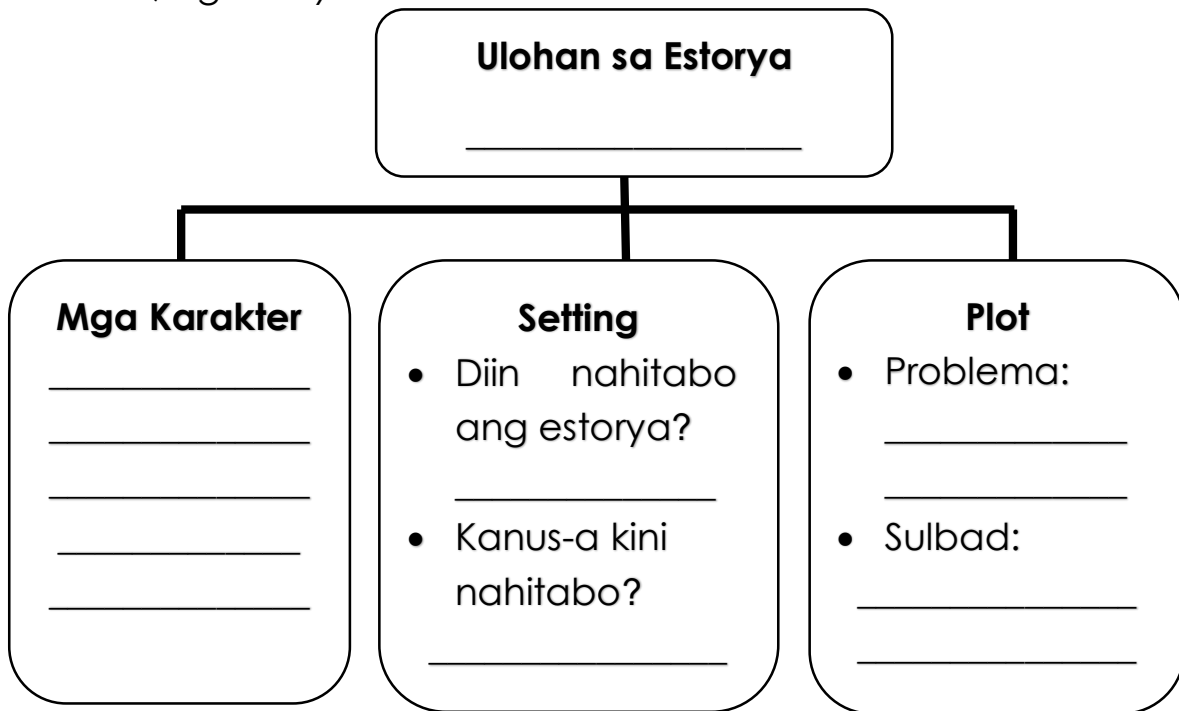 Ulohan sa Estorya
Mga Karakter
Setting
• Diin nahitabo
ang estorya?
• Kanus-a kini
nahitabo?
Plot
• Problema:
• Sulbad: